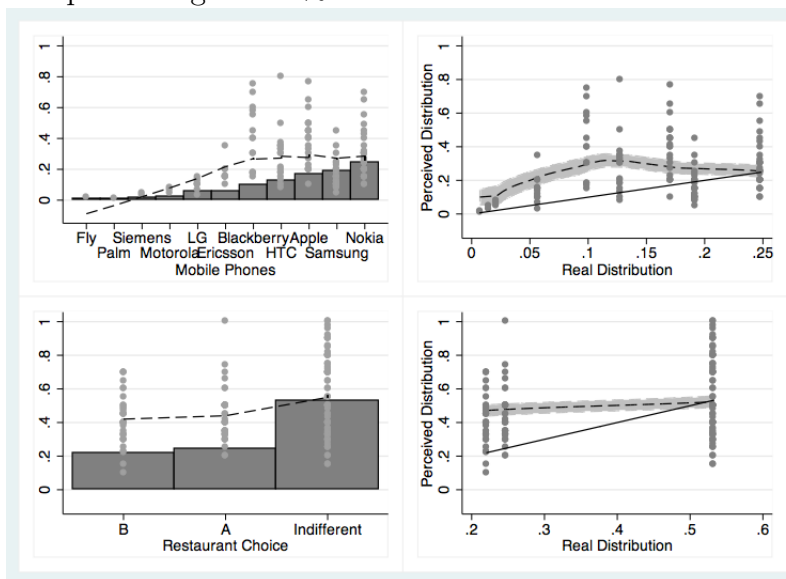 1
.8
.6
.4
.2
0
Fly Siemens LG Blackberry Apple Nokia
Palm Motorola Ericsson HTC Samsung
Mobile Phones
Perceived Distribution
1
.8
.6
.4
.2
0
0 .05 .1 .15 .2 .25
Real Distribution
1
.8
.6
.4
.2
0
B A Indifferent
Restaurant Choice
Perceived Distribution
1
.8
.6
.4
.2
0
.2 .3 .4 .5 .6
Real Distribution